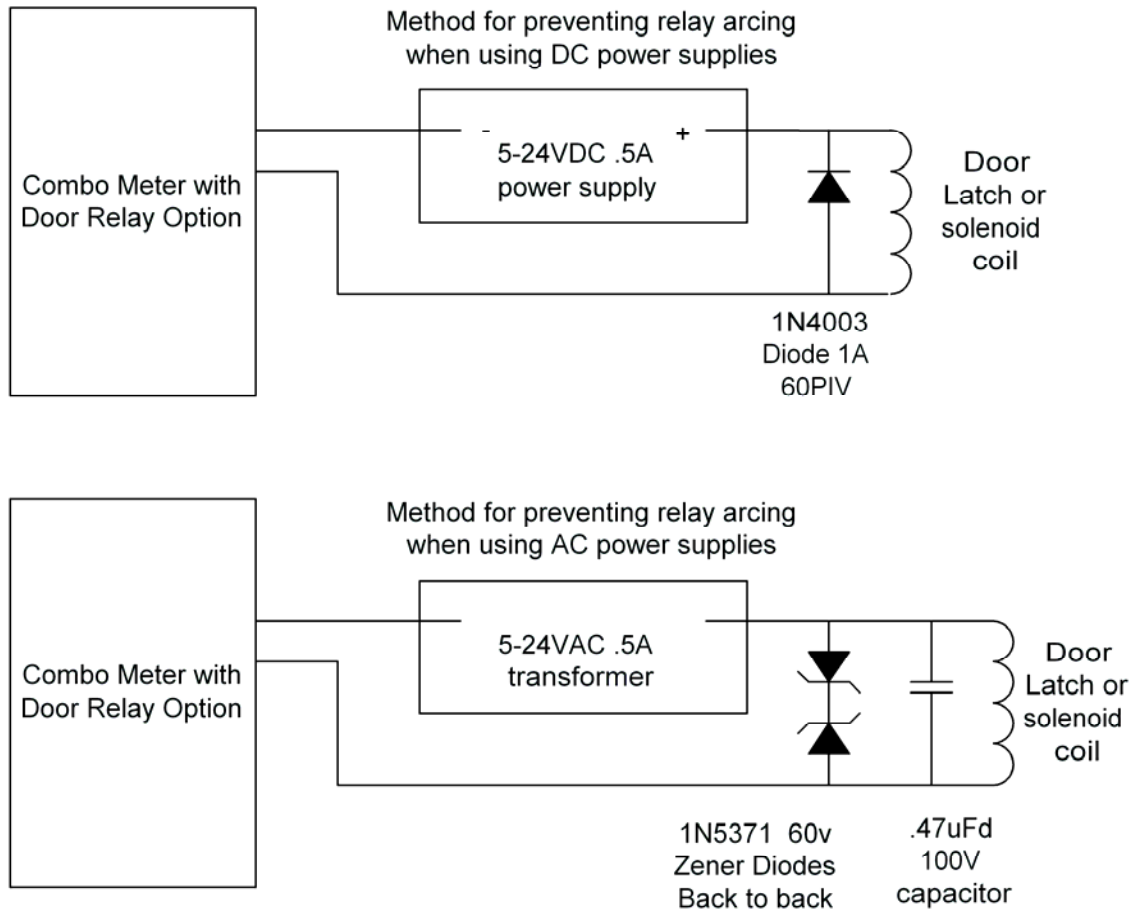 Method for preventing relay arcing
when using DC power supplies
Combo Meter with
Door Relay Option
- +
5-24VDC .5A
power supply
Door
Latch or
solenoid
coil
1N4003
Diode 1A
60PIV
Method for preventing relay arcing
when using AC power supplies
Combo Meter with
Door Relay Option
5-24VAC .5A
transformer
Door
Latch or
solenoid
coil
1N5371 60v
Zener Diodes
Back to back
.47uFd
100V
capacitor